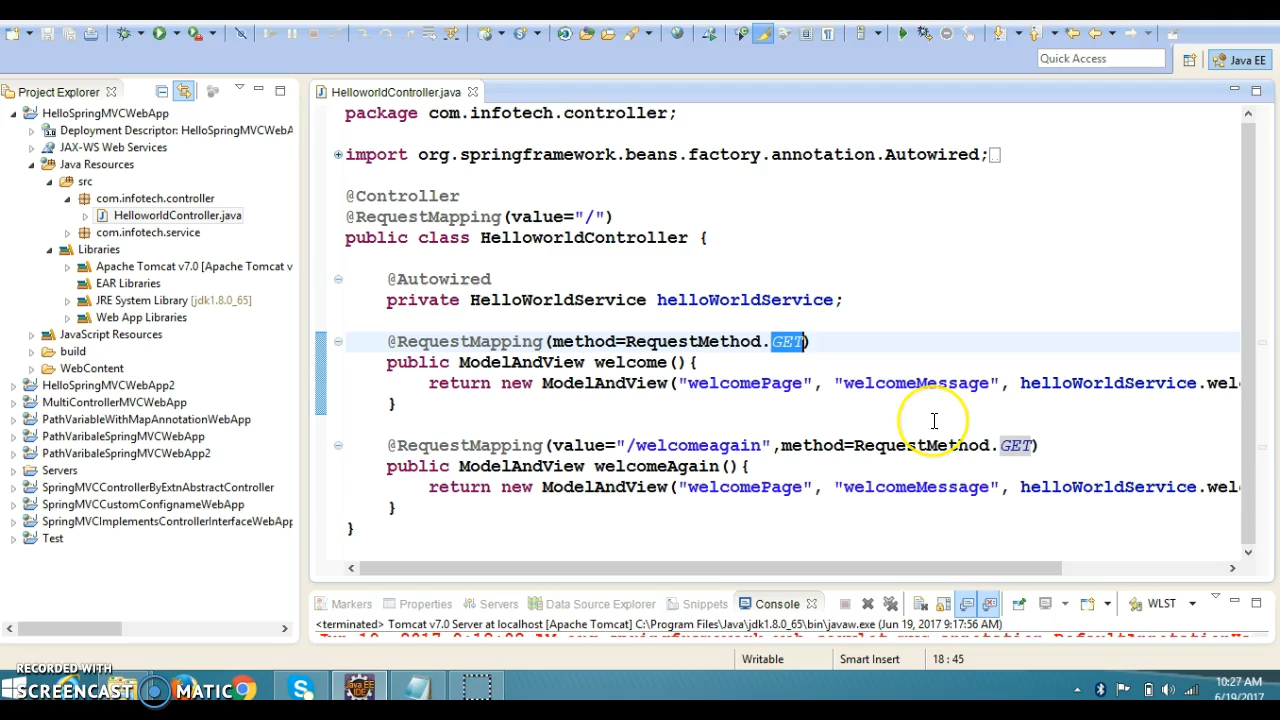 Quick Access
Java EE
Project Explorer
HelloSpringMVCWebApp
Deployment Descriptor: HelloSpringMVCWebA
JAX-WS Web Services
Java Resources
src
com.infotech.controller
HelloworldController.java
com.infotech.service
Libraries
Apache Tomcat v7.0 [Apache Tomcat v
EAR Libraries
JRE System Library [jdk1.8.0_65]
Web App Libraries
JavaScript Resources
build
WebContent
HelloSpringMVCWebApp2
MultiControllerMVCWebApp
PathVariableWithMapAnnotationWebApp
PathVaribaleSpringMVCWebApp
PathVaribaleSpringMVCWebApp2
Servers
SpringMVCControllerByExtnAbstractController
SpringMVCCustomConfignameWebApp
SpringMVCImplementsControllerInterfaceWebApp
Test
HelloworldController.java
package com.infotech.controller;
import org.springframework.beans.factory.annotation.Autowired;
@Controller
@RequestMapping(value="/")
public class HelloworldController {
@Autowired
private HelloWorldService helloWorldService;
@RequestMapping(method=RequestMethod.GET)
public ModelAndView welcome(){
return new ModelAndView("welcomePage", "welcomeMessage", helloWorldService.welc
}
@RequestMapping(value="/welcomeagain",method=RequestMethod.GET)
public ModelAndView welcomeAgain(){
return new ModelAndView("welcomePage", "welcomeMessage", helloWorldService.welc
}
}
Markers Properties Servers Data Source Explorer Snippets Console WLST
<terminated> Tomcat v7.0 Server at localhost [Apache Tomcat] C:\Program Files\Java\jdk1.8.0_65\bin\javaw.exe (Jun 19, 2017 9:17:56 AM)
Writable Smart Insert 18 : 45
RECORDED WITH
SCREENCAST MATIC
10:27 AM
6/19/2017